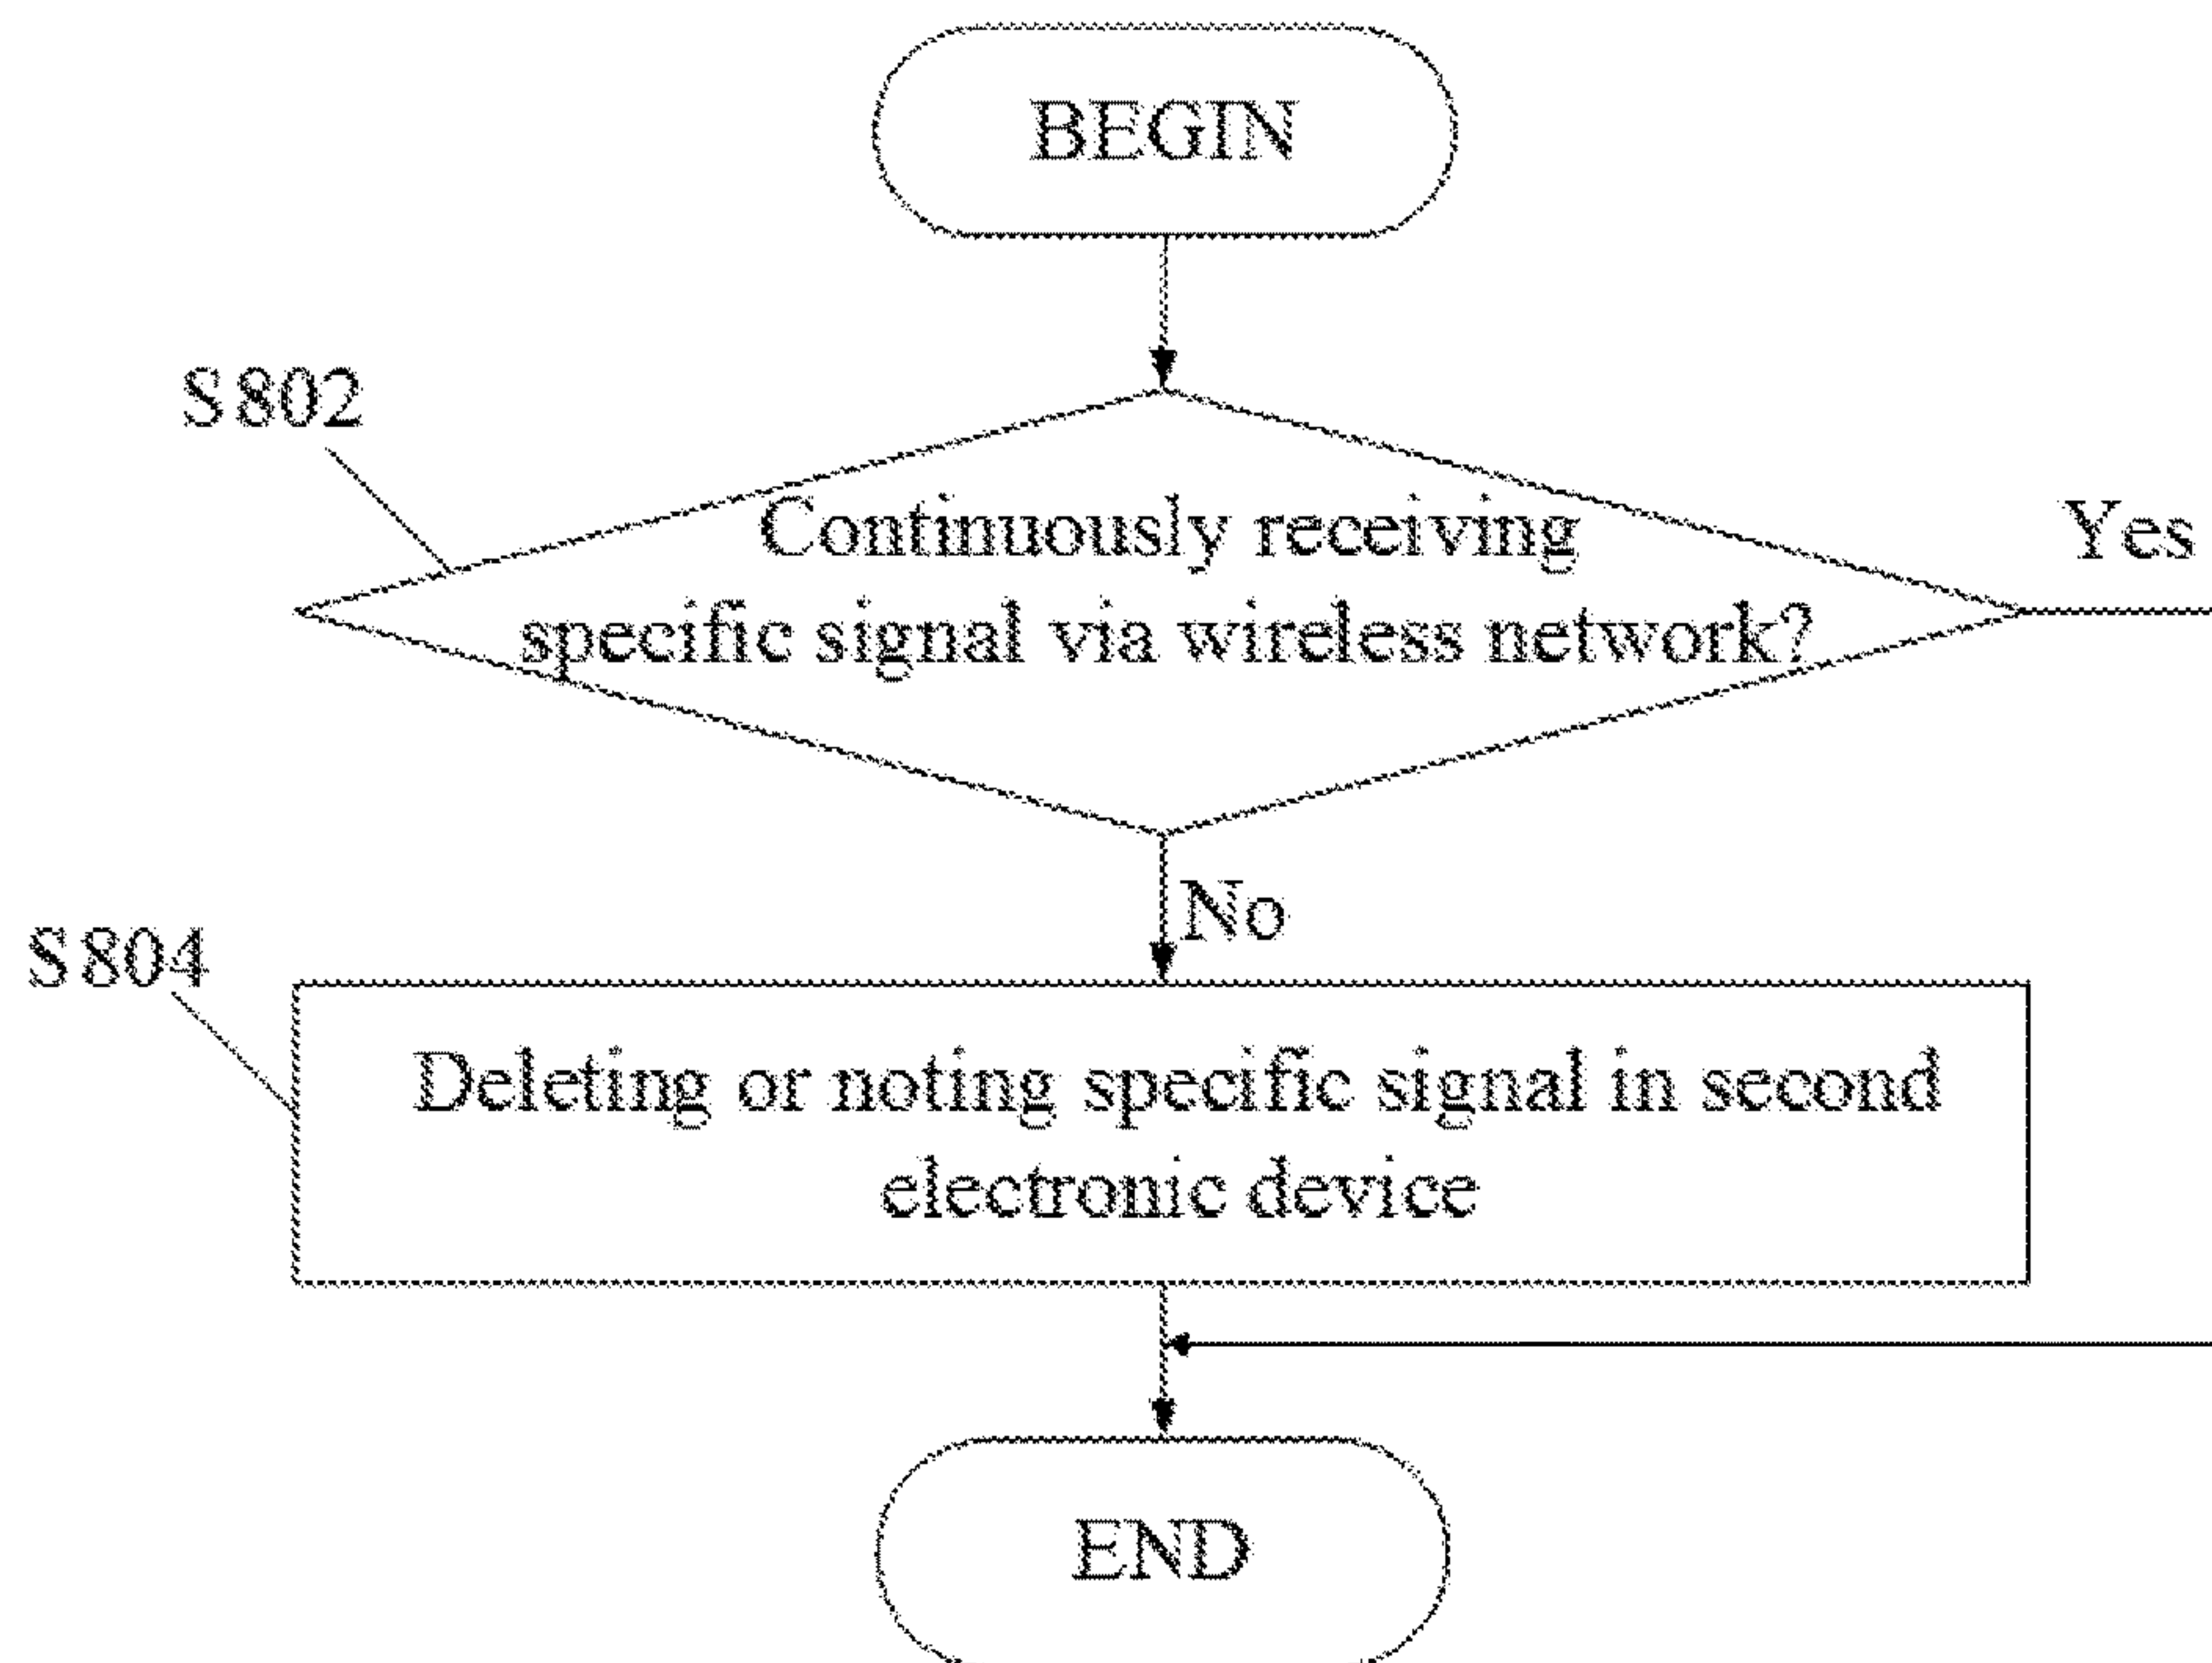 BEGIN
S802
Continuously receiving
specific signal via wireless network?
Yes
No
S804
Deleting or noting specific signal in second
electronic device
END